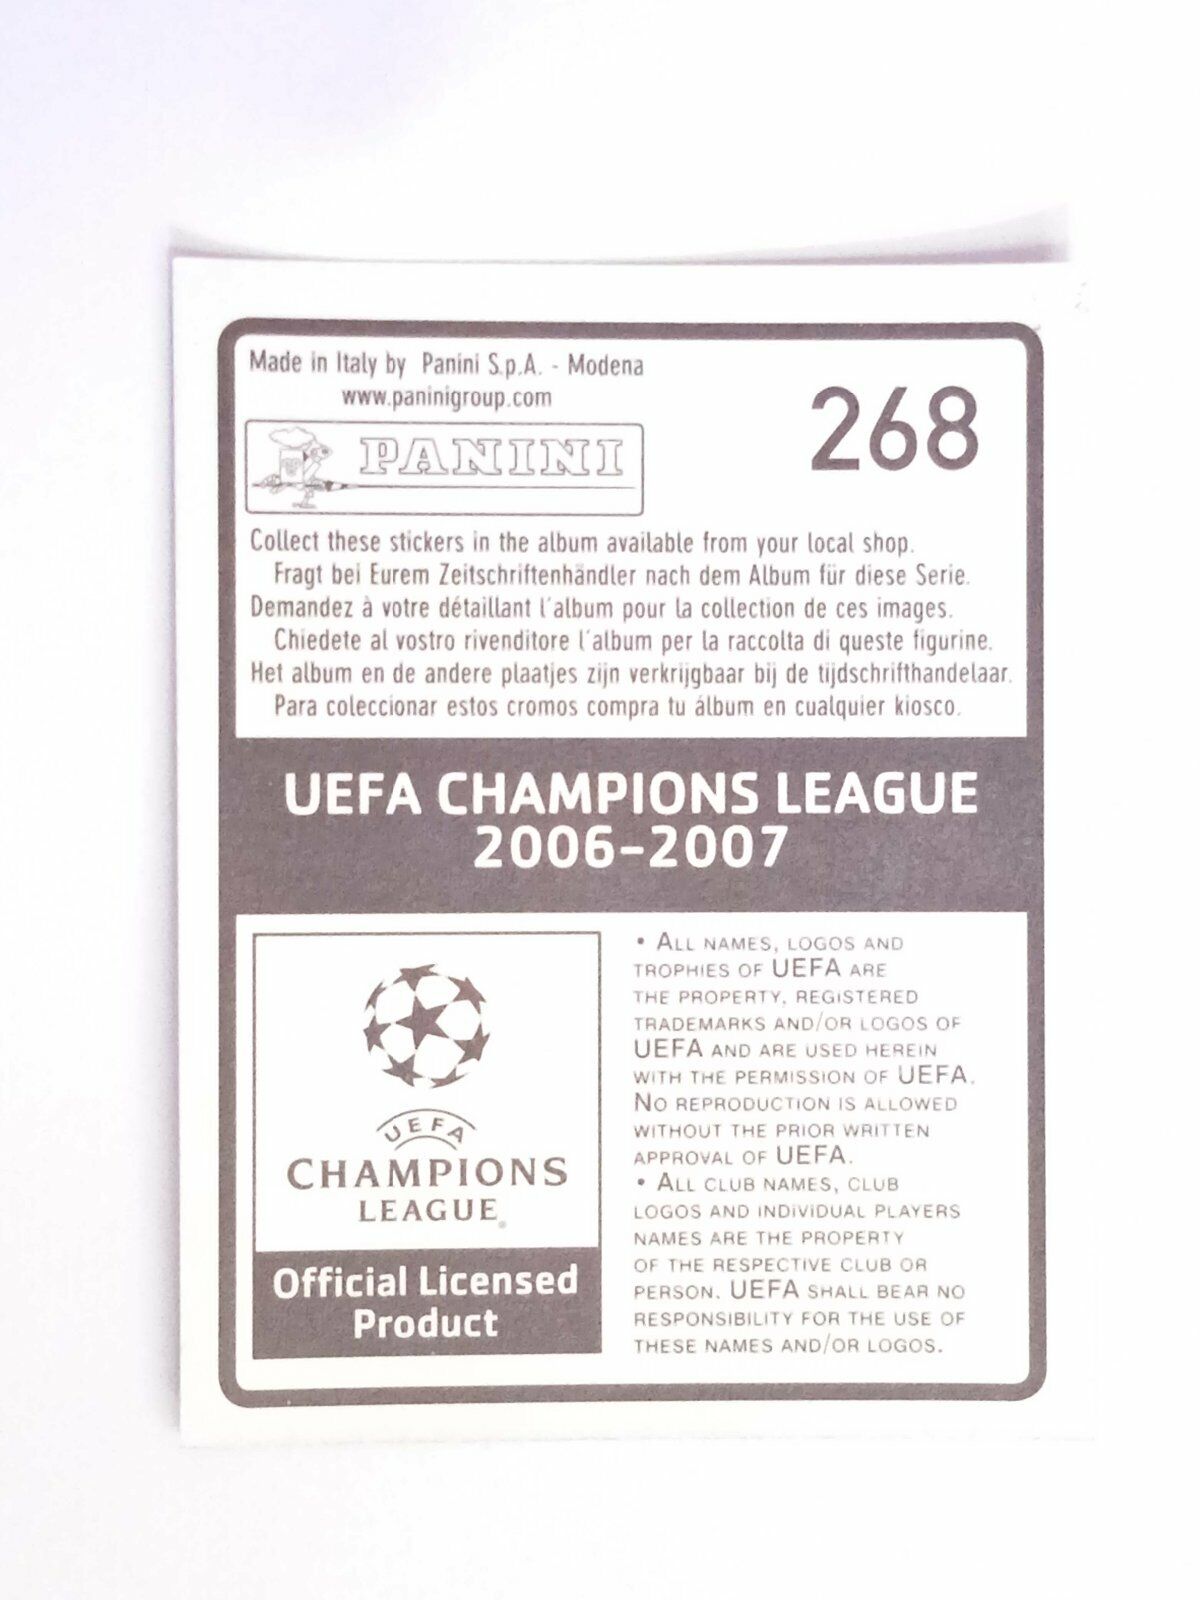 Made in Italy by Panini S.p.A. - Modena
www.paninigroup.com
PANINI
268
Collect these stickers in the album available from your local shop.
Fragt bei Eurem Zeitschriftenhändler nach dem Album für diese Serie.
Demandez à votre détaillant l'album pour la collection de ces images.
Chiedete al vostro rivenditore l'album per la raccolta di queste figurine.
Het album en de andere plaatjes zijn verkrijgbaar bij de tijdschrifthandelaar.
Para coleccionar estos cromos compra tu álbum en cualquier kiosco.
UEFA CHAMPIONS LEAGUE
2006-2007
UEFA
CHAMPIONS
LEAGUE®
Official Licensed
Product
• ALL NAMES, LOGOS AND
TROPHIES OF UEFA ARE
THE PROPERTY, REGISTERED
TRADEMARKS AND/OR LOGOS OF
UEFA AND ARE USED HEREIN
WITH THE PERMISSION OF UEFA.
NO REPRODUCTION IS ALLOWED
WITHOUT THE PRIOR WRITTEN
APPROVAL OF UEFA.
• ALL CLUB NAMES, CLUB
LOGOS AND INDIVIDUAL PLAYERS
NAMES ARE THE PROPERTY
OF THE RESPECTIVE CLUB OR
PERSON. UEFA SHALL BEAR NO
RESPONSIBILITY FOR THE USE OF
THESE NAMES AND/OR LOGOS.